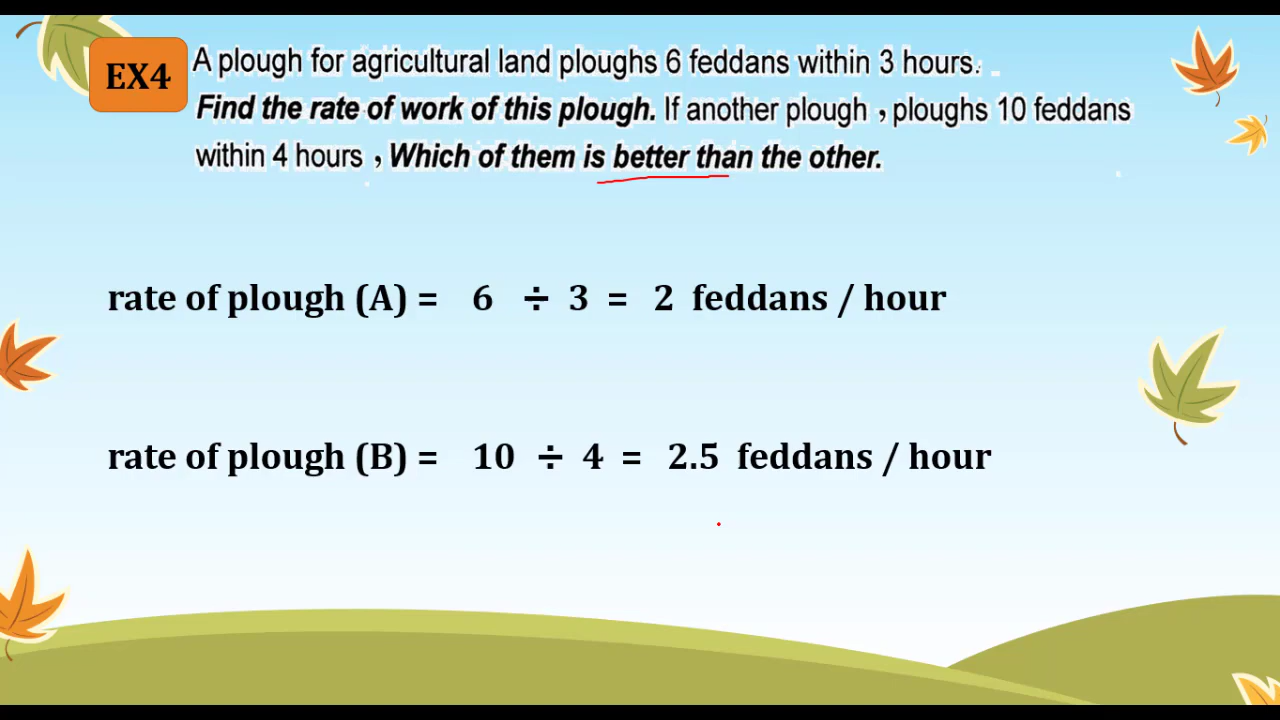 EX4
A plough for agricultural land ploughs 6 feddans within 3 hours.
Find the rate of work of this plough. If another plough , ploughs 10 feddans
within 4 hours , Which of them is better than the other.
rate of plough (A) = 6 ÷ 3 = 2 feddans / hour
rate of plough (B) = 10 ÷ 4 = 2.5 feddans / hour